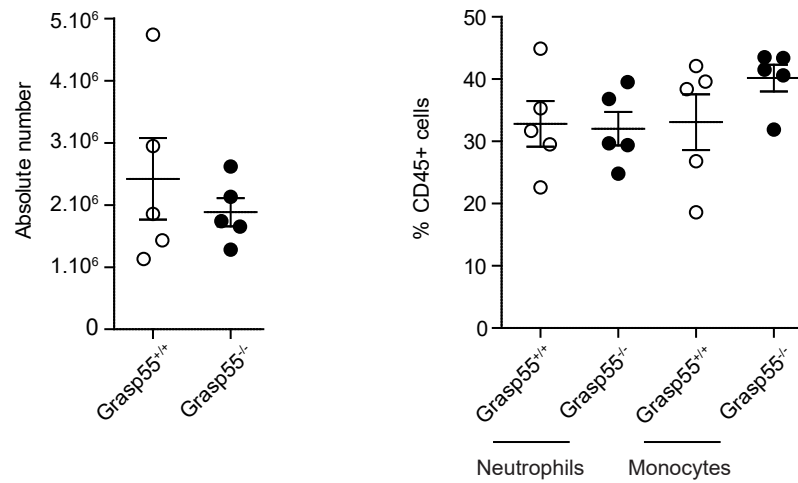 Absolute number
5.10⁶
4.10⁶
3.10⁶
2.10⁶
1.10⁶
0
Grasp55+/+
Grasp55-/-
% CD45+ cells
50
40
30
20
10
0
Grasp55+/+
Grasp55-/-
Grasp55+/+
Grasp55-/-
Neutrophils
Monocytes